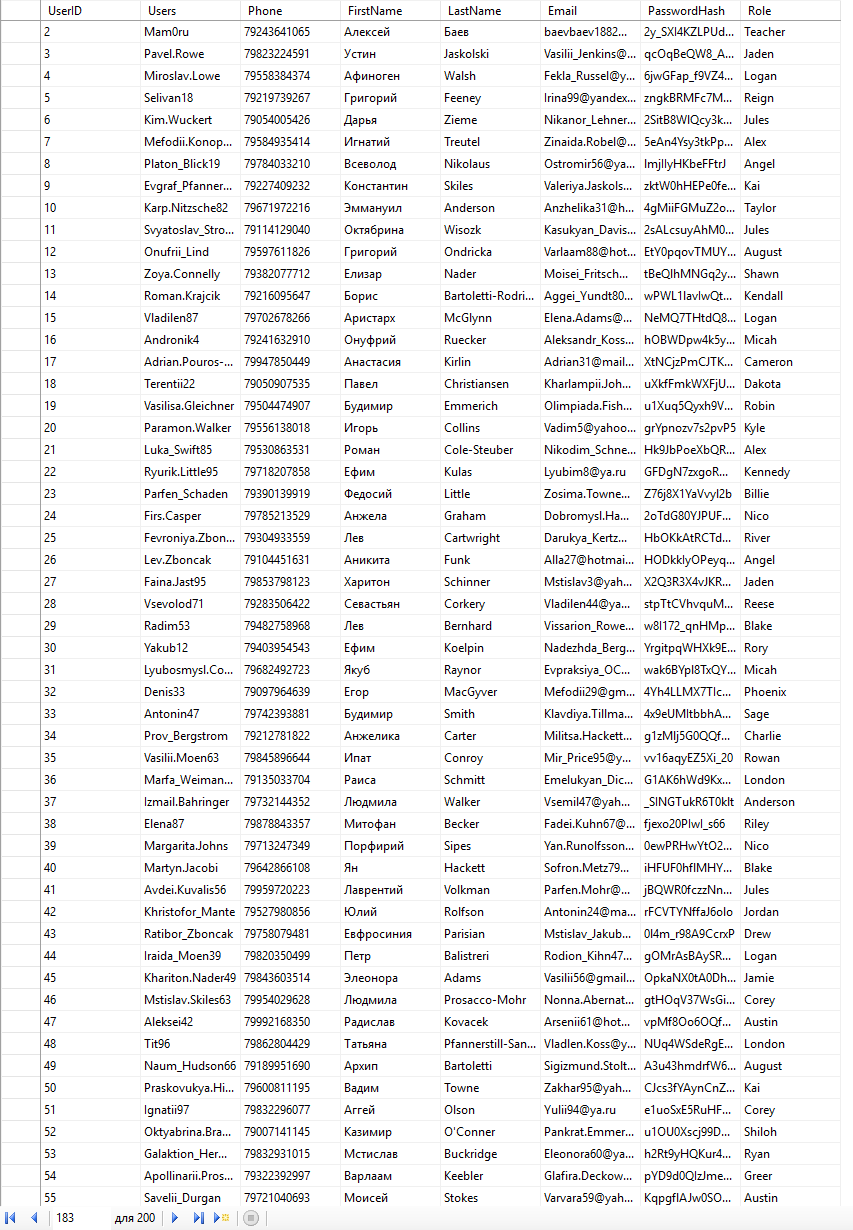 UserID Users Phone FirstName LastName Email PasswordHash Role
2 Mam0ru 79243641065 Алексей Баев baevbaev1882... 2y_SXl4KZLPUd... Teacher
3 Pavel.Rowe 79823224591 Устин Jaskolski Vasilii_Jenkins@... qcOqBeQW8_A... Jaden
4 Miroslav.Lowe 79558384374 Афиноген Walsh Fekla_Russel@y... 6jwGFap_f9VZ4... Logan
5 Selivan18 79219739267 Григорий Feeney Irina99@yandex... zngkBRMFc7M... Reign
6 Kim.Wuckert 79054005426 Дарья Zieme Nikanor_Lehner... 2SitB8WIQcy3k... Jules
7 Mefodii.Konop... 79584935414 Игнатий Treutel Zinaida.Robel@... 5eAn4Ysy3tkPp... Alex
8 Platon_Blick19 79784033210 Всеволод Nikolaus Ostromir56@ya... ImjllyHKbeFFtrJ Angel
9 Evgraf_Pfanner... 79227409232 Константин Skiles Valeriya.Jaskols... zktW0hHEPe0fe... Kai
10 Karp.Nitzsche82 79671972216 Эммануил Anderson Anzhelika31@h... 4gMiiFGMuZ2o... Taylor
11 Svyatoslav_Stro... 79114129040 Октябрина Wisozk Kasukyan_Davis... 2sALcsuyAhM0... Jules
12 Onufrii_Lind 79597611826 Григорий Ondricka Varlaam88@hot... EtY0pqovTMUY... August
13 Zoya.Connelly 79382077712 Елизар Nader Moisei_Fritsch... tBeQlhMNGq2y... Shawn
14 Roman.Krajcik 79216095647 Борис Bartoletti-Rodri... Aggei_Yundt80... wPWL1lavlwQt... Kendall
15 Vladilen87 79702678266 Аристарх McGlynn Elena.Adams@... NeMQ7THtdQ8... Logan
16 Andronik4 79241632910 Онуфрий Ruecker Aleksandr_Koss... hOBWDpw4k5y... Micah
17 Adrian.Pouros-... 79947850449 Анастасия Kirlin Adrian31@mail... XtNCjzPmCJTK... Cameron
18 Terentii22 79050907535 Павел Christiansen Kharlampii.Joh... uXkfFmkWXFjU... Dakota
19 Vasilisa.Gleichner 79504474907 Будимир Emmerich Olimpiada.Fish... u1Xuq5Qyxh9V... Robin
20 Paramon.Walker 79556138018 Игорь Collins Vadim5@yahoo... grYpnozv7s2pvP5 Kyle
21 Luka_Swift85 79530863531 Роман Cole-Steuber Nikodim_Schne... Hk9JbPoeXbQR... Alex
22 Ryurik.Little95 79718207858 Ефим Kulas Lyubim8@ya.ru GFDgN7zxgoR... Kennedy
23 Parfen_Schaden 79390139919 Федосий Little Zosima.Towne... Z76j8X1YaVvyI2b Billie
24 Firs.Casper 79785213529 Анжела Graham Dobromysl.Ha... 2oTdG80YJPUF... Nico
25 Fevroniya.Zbon... 79304933559 Лев Cartwright Darukya_Kertz... HbOKkAtRCTd... River
26 Lev.Zboncak 79104451631 Аникита Funk Alla27@hotmai... HODkklyOPeyq... Angel
27 Faina.Jast95 79853798123 Харитон Schinner Mstislav3@yah... X2Q3R3X4vJKR... Jaden
28 Vsevolod71 79283506422 Севастьян Corkery Vladilen44@ya... stpTtCVhvquM... Reese
29 Radim53 79482758968 Лев Bernhard Vissarion_Rowe... w8l172_qnHMp... Blake
30 Yakub12 79403954543 Ефим Koelpin Nadezhda_Berg... YrgitpqWHXk9E... Rory
31 Lyubosmysl.Co... 79682492723 Якуб Raynor Evpraksiya_OC... wak6BYpI8TxQY... Micah
32 Denis33 79097964639 Егор MacGyver Mefodii29@gm... 4Yh4LLMX7TIc... Phoenix
33 Antonin47 79742393881 Будимир Smith Klavdiya.Tillma... 4x9eUMltbbhA... Sage
34 Prov_Bergstrom 79212781822 Анжелика Carter Militsa.Hackett... g1zMlj5G0QQf... Charlie
35 Vasilii.Moen63 79845896644 Ипат Conroy Mir_Price95@y... vv16aqyEZ5Xi_20 Rowan
36 Marfa_Weiman... 79135033704 Раиса Schmitt Emelukyan_Dic... G1AK6hWd9Kx... London
37 Izmail.Bahringer 79732144352 Людмила Walker Vsemil47@yah... _SlNGTukR6T0klt Anderson
38 Elena87 79878843357 Митофан Becker Fadei.Kuhn67@... fjexo20PIwl_s66 Riley
39 Margarita.Johns 79713247349 Порфирий Sipes Yan.Runolfsson... 0ewPRHwYtO2... Nico
40 Martyn.Jacobi 79642866108 Ян Hackett Sofron.Metz79... iHFUF0hflMHY... Blake
41 Avdei.Kuvalis56 79959720223 Лаврентий Volkman Parfen.Mohr@... jBQWR0fczzNn... Jules
42 Khristofor_Mante 79527980856 Юлий Rolfson Antonin24@ma... rFCVTYNffaJ6olo Jordan
43 Ratibor_Zboncak 79758079481 Евфросиния Parisian Mstislav_Jakub... 0l4m_r98A9CcrxP Drew
44 Iraida_Moen39 79820350499 Петр Balistreri Rodion_Kihn47... gOMrAsBAySR... Logan
45 Khariton.Nader49 79843603514 Элеонора Adams Vasilii56@gmail... OpkaNX0tA0Dh... Jamie
46 Mstislav.Skiles63 79954029628 Людмила Prosacco-Mohr Nonna.Abernat... gtHOqV37WsGi... Corey
47 Aleksei42 79992168350 Радислав Kovacek Arsenii61@hot... vpMf8Oo6OQf... Austin
48 Tit96 79862804429 Татьяна Pfannerstill-San... Vladlen.Koss@y... NUq4WSdeRgE... London
49 Naum_Hudson66 79189951690 Архип Bartoletti Sigizmund.Stolt... A3u43hmdrfW6... August
50 Praskovukya.Hi... 79600811195 Вадим Towne Zakhar95@yah... CJcs3fYAynCnZ... Kai
51 Ignatii97 79832296077 Аггей Olson Yulii94@ya.ru e1uoSxE5RuHF... Corey
52 Oktyabrina.Bra... 79007141145 Казимир O'Conner Pankrat.Emmer... u1OU0Xscj99D... Shiloh
53 Galaktion_Her... 79832931015 Мстислав Buckridge Eleonora60@ya... h2Rt9yHQKur4... Ryan
54 Apollinarii.Pros... 79322392997 Варлаам Keebler Glafira.Deckow... pYD9d0QlzJme... Greer
55 Savelii_Durgan 79721040693 Моисей Stokes Varvara59@yah... KqpgfIAJw0SO... Austin
183 для 200